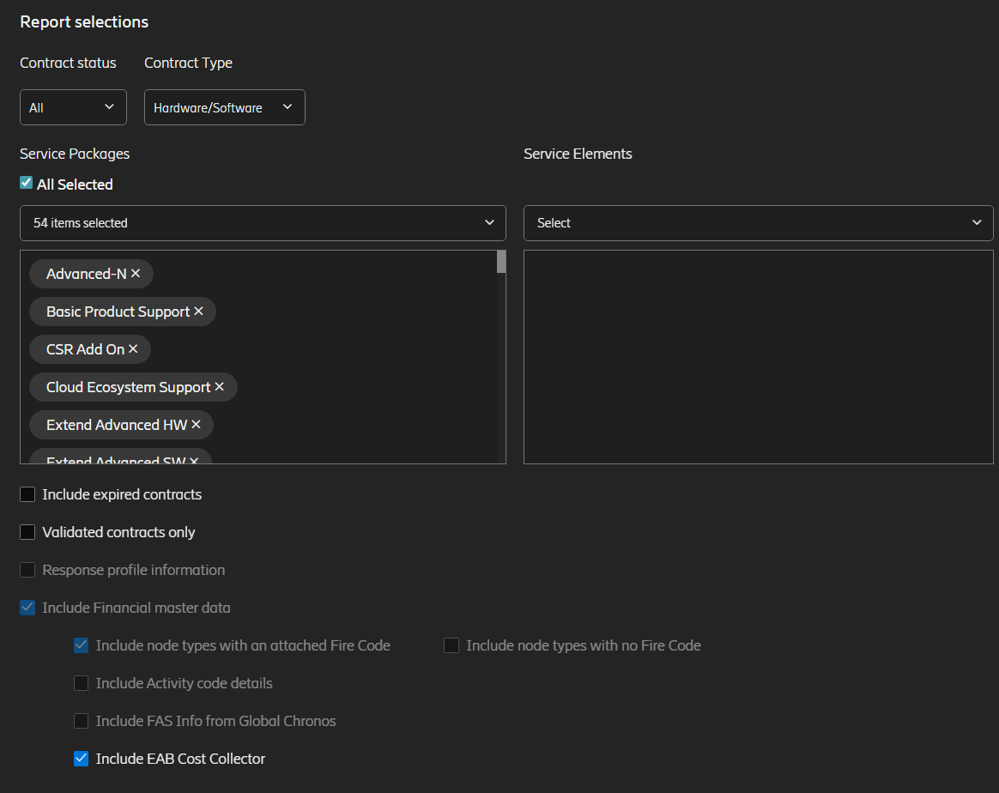 Report selections
Contract status
Contract Type
All
Hardware/Software
Service Packages
Service Elements
All Selected
54 items selected
Select
Advanced-N ×
Basic Product Support ×
CSR Add On ×
Cloud Ecosystem Support ×
Extend Advanced HW ×
Extend Advanced SW ×
Include expired contracts
Validated contracts only
Response profile information
Include Financial master data
Include node types with an attached Fire Code
Include node types with no Fire Code
Include Activity code details
Include FAS Info from Global Chronos
Include EAB Cost Collector